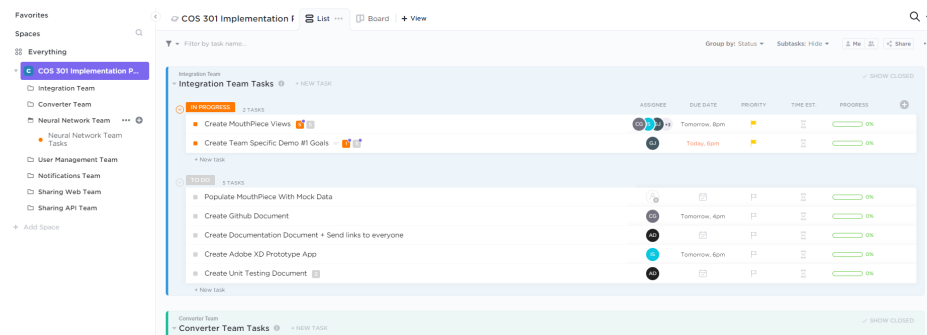 Favorites
Spaces
Everything
C COS 301 Implementation P...
Integration Team
Converter Team
Neural Network Team
Neural Network Team
Tasks
User Management Team
Notifications Team
Sharing Web Team
Sharing API Team
+ Add Space
COS 301 Implementation F
List
Board
+ View
Filter by task name...
Group by: Status
Subtasks: Hide
Me
Share
Integration Team
Integration Team Tasks
+ NEW TASK
SHOW CLOSED
IN PROGRESS 2 TASKS ASSIGNEE DUE DATE PRIORITY TIME EST. PROGRESS
Create MouthPiece Views CG Tomorrow, 8pm 0%
Create Team Specific Demo #1 Goals GJ Today, 6pm 0%
+ New task
TO DO 5 TASKS
Populate MouthPiece With Mock Data 0%
Create Github Document CG Tomorrow, 4pm 0%
Create Documentation Document + Send links to everyone AD 0%
Create Adobe XD Prototype App IS Tomorrow, 6pm 0%
Create Unit Testing Document AD 0%
+ New task
Converter Team
Converter Team Tasks
+ NEW TASK
SHOW CLOSED